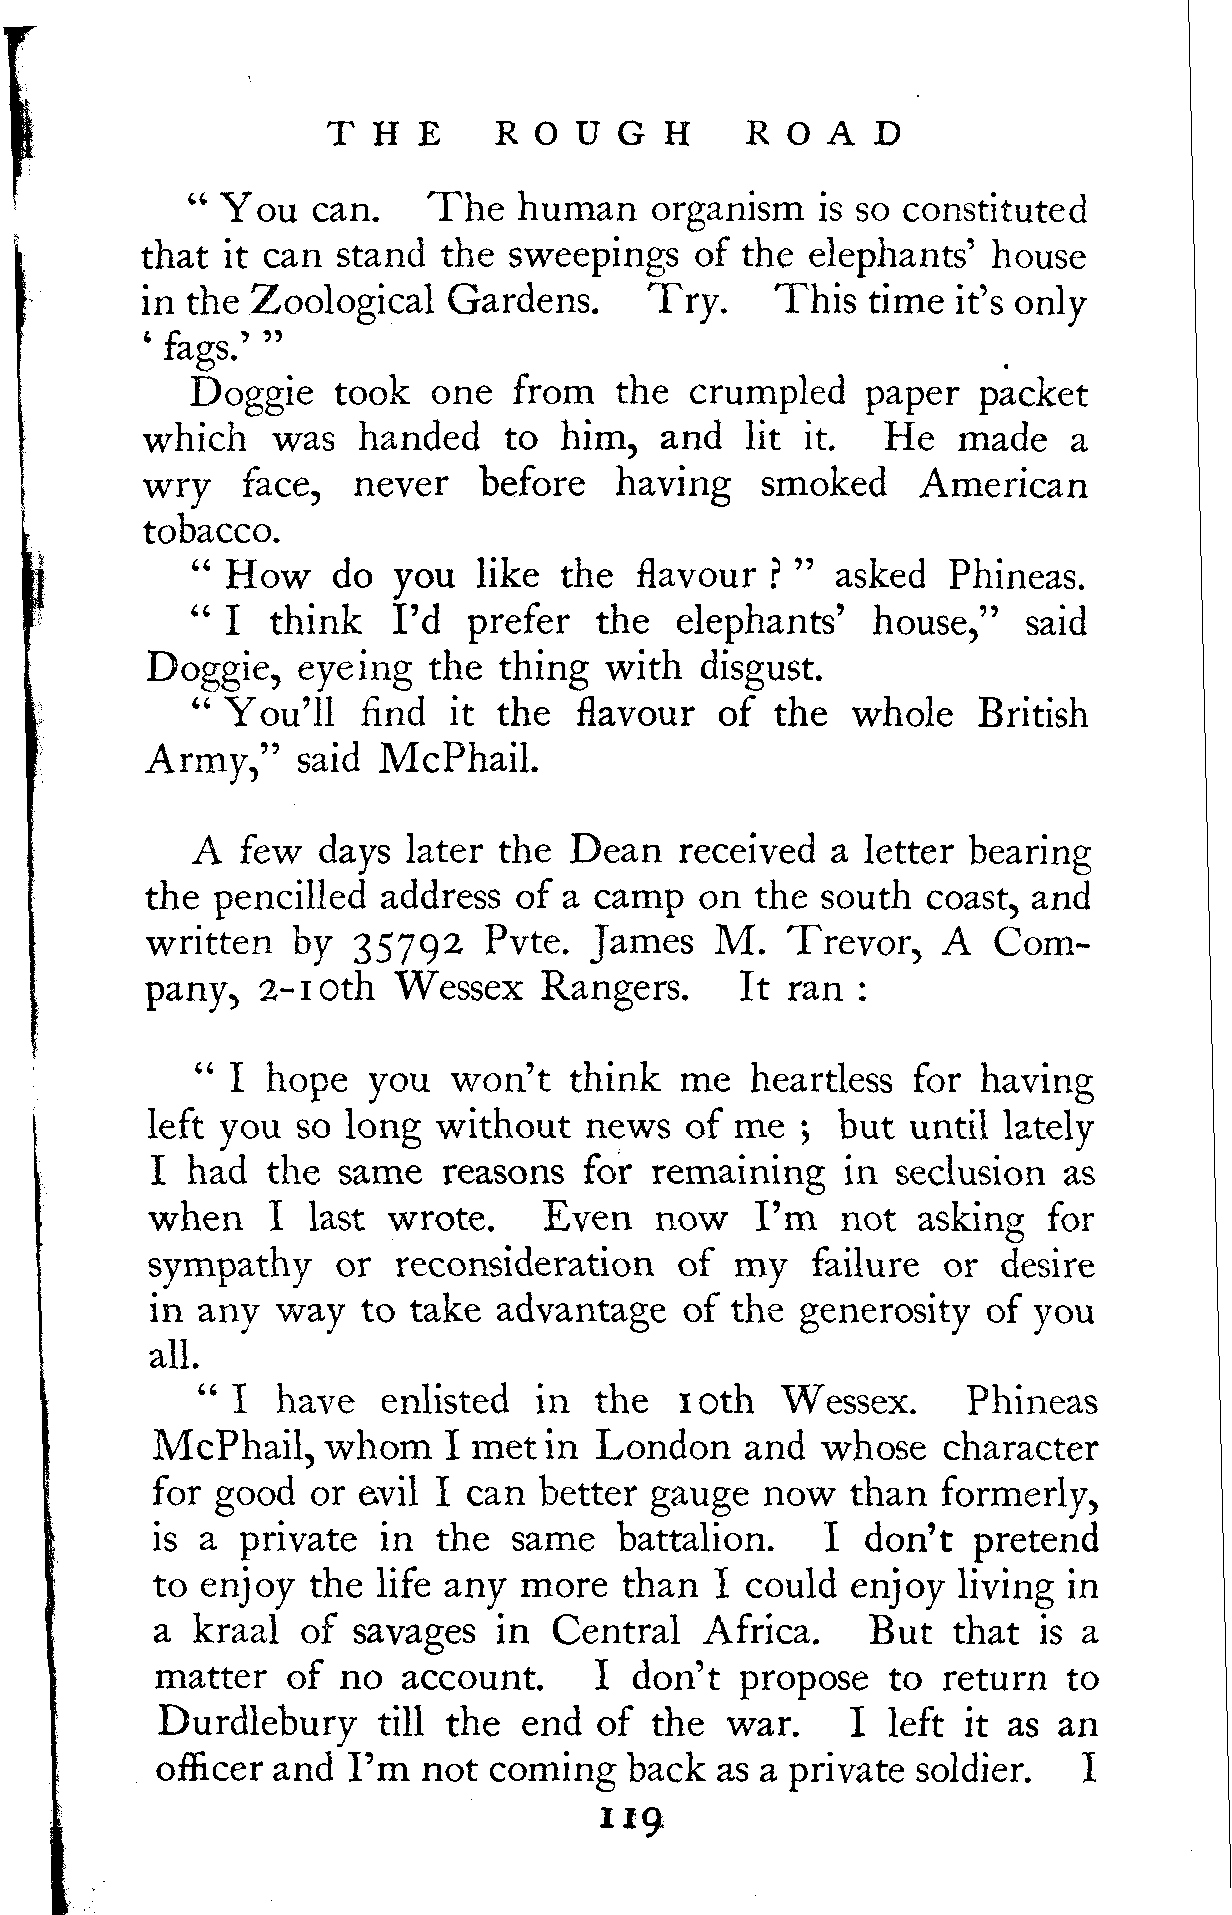 THE ROUGH ROAD
“ You can. The human organism is so constituted
that it can stand the sweepings of the elephants’ house
in the Zoological Gardens. Try. This time it’s only
‘ fags.’ ”
Doggie took one from the crumpled paper packet
which was handed to him, and lit it. He made a
wry face, never before having smoked American
tobacco.
“ How do you like the flavour ? ” asked Phineas.
“ I think I’d prefer the elephants’ house,” said
Doggie, eyeing the thing with disgust.
“ You’ll find it the flavour of the whole British
Army,” said McPhail.
A few days later the Dean received a letter bearing
the pencilled address of a camp on the south coast, and
written by 35792 Pvte. James M. Trevor, A Com-
pany, 2-10th Wessex Rangers. It ran :
“ I hope you won’t think me heartless for having
left you so long without news of me ; but until lately
I had the same reasons for remaining in seclusion as
when I last wrote. Even now I’m not asking for
sympathy or reconsideration of my failure or desire
in any way to take advantage of the generosity of you
all.
“ I have enlisted in the 10th Wessex. Phineas
McPhail, whom I met in London and whose character
for good or evil I can better gauge now than formerly,
is a private in the same battalion. I don’t pretend
to enjoy the life any more than I could enjoy living in
a kraal of savages in Central Africa. But that is a
matter of no account. I don’t propose to return to
Durdlebury till the end of the war. I left it as an
officer and I’m not coming back as a private soldier. I
119